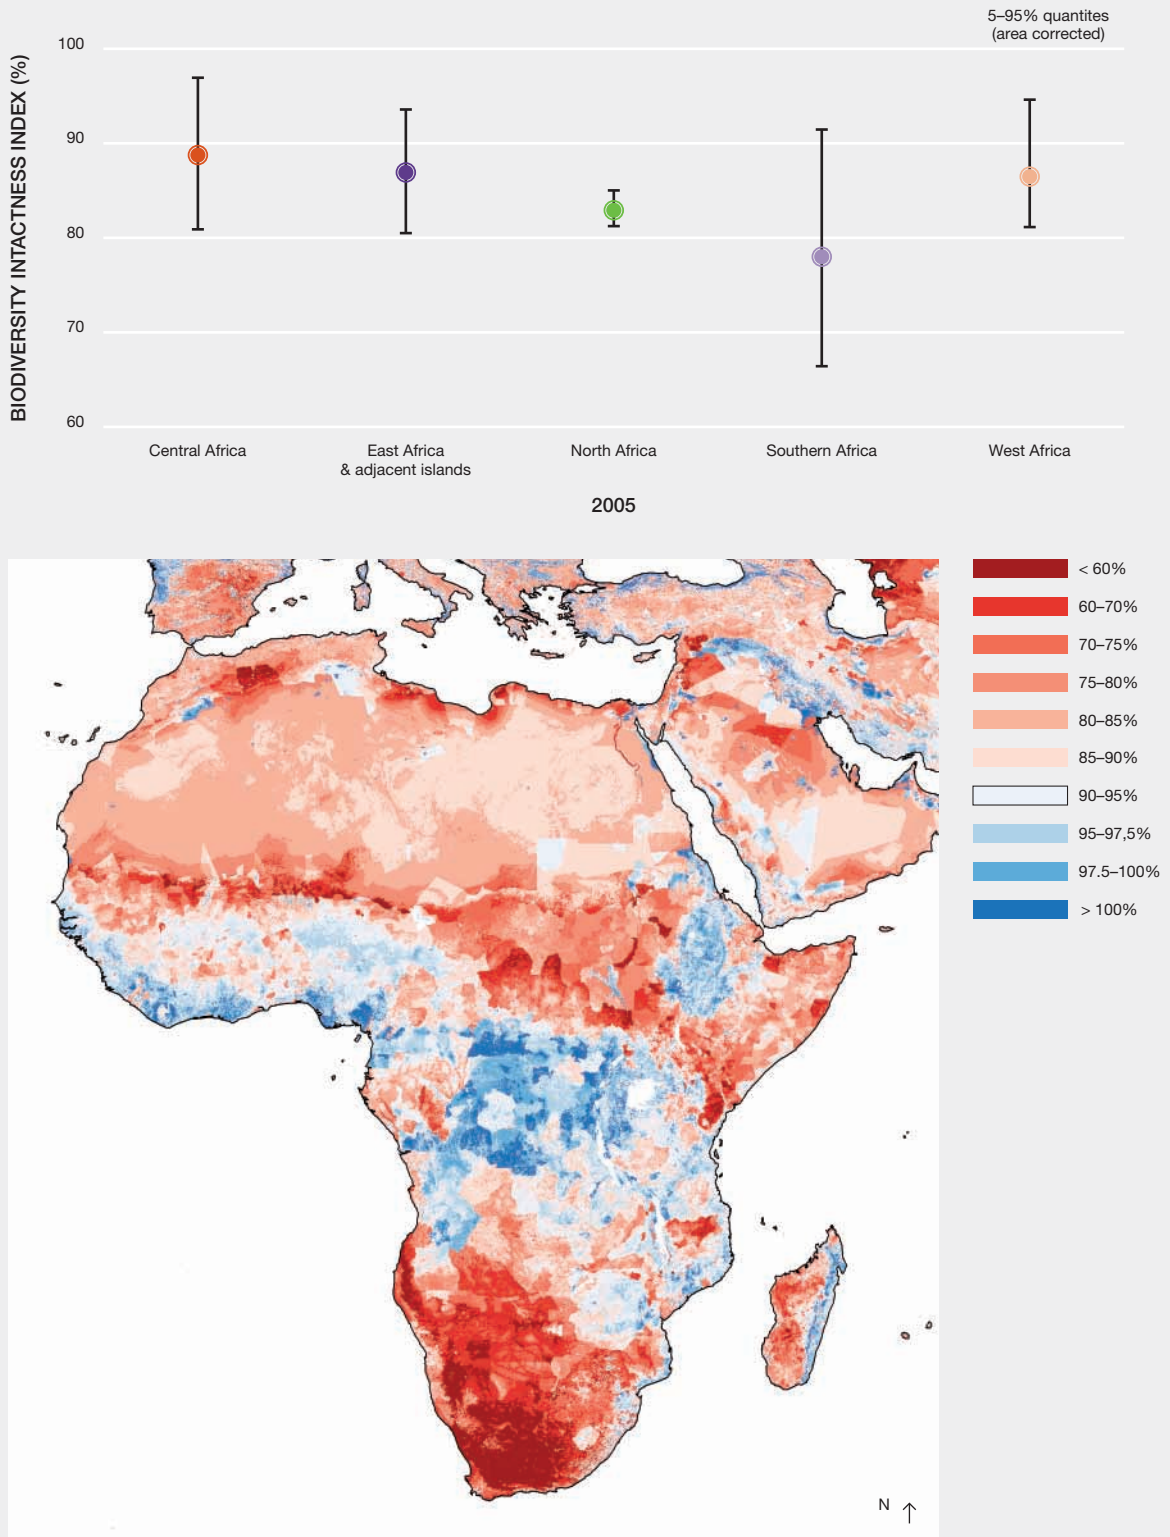 5–95% quantites
(area corrected)
BIODIVERSITY INTACTNESS INDEX (%)
100
90
80
70
60
Central Africa
East Africa
& adjacent islands
North Africa
Southern Africa
West Africa
2005
< 60%
60–70%
70–75%
75–80%
80–85%
85–90%
90–95%
95–97,5%
97.5–100%
> 100%
N